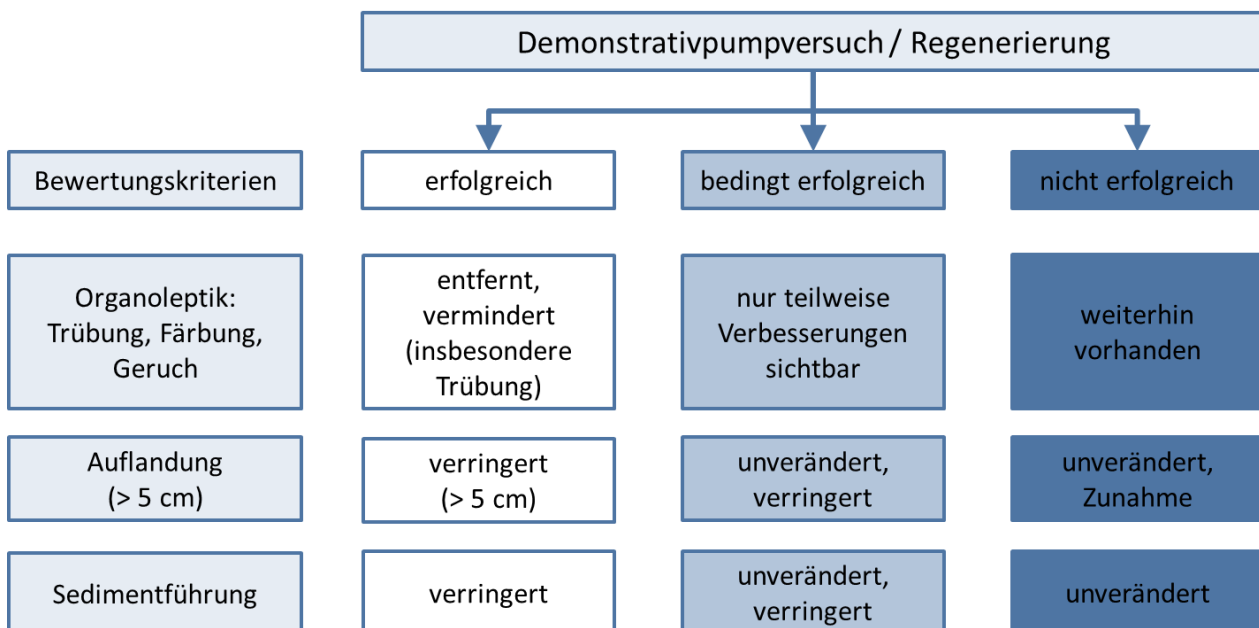 Demonstrativpumpversuch / Regenerierung
Bewertungskriterien
erfolgreich
bedingt erfolgreich
nicht erfolgreich
Organoleptik:
Trübung, Färbung,
Geruch
entfernt,
vermindert
(insbesondere
Trübung)
nur teilweise
Verbesserungen
sichtbar
weiterhin
vorhanden
Auflandung
(> 5 cm)
verringert
(> 5 cm)
unverändert,
verringert
unverändert,
Zunahme
Sedimentführung
verringert
unverändert,
verringert
unverändert